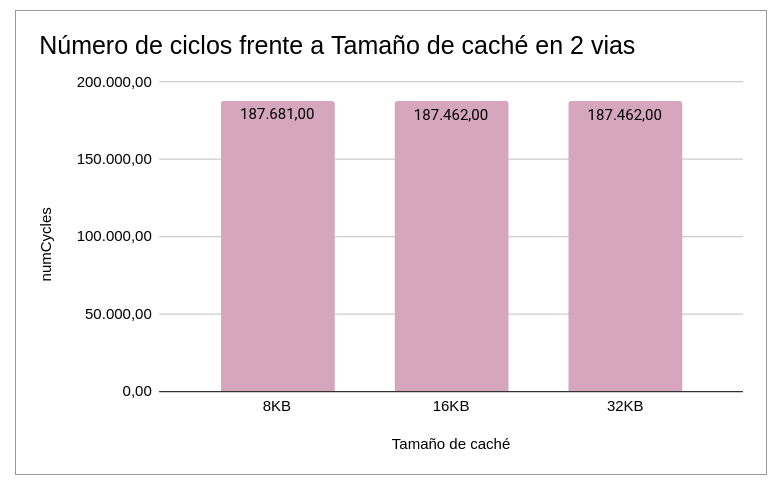 Número de ciclos frente a Tamaño de caché en 2 vias
200.000,00
187.681,00
187.462,00
187.462,00
150.000,00
100.000,00
numCycles
50.000,00
0,00
8KB
16KB
32KB
Tamaño de caché